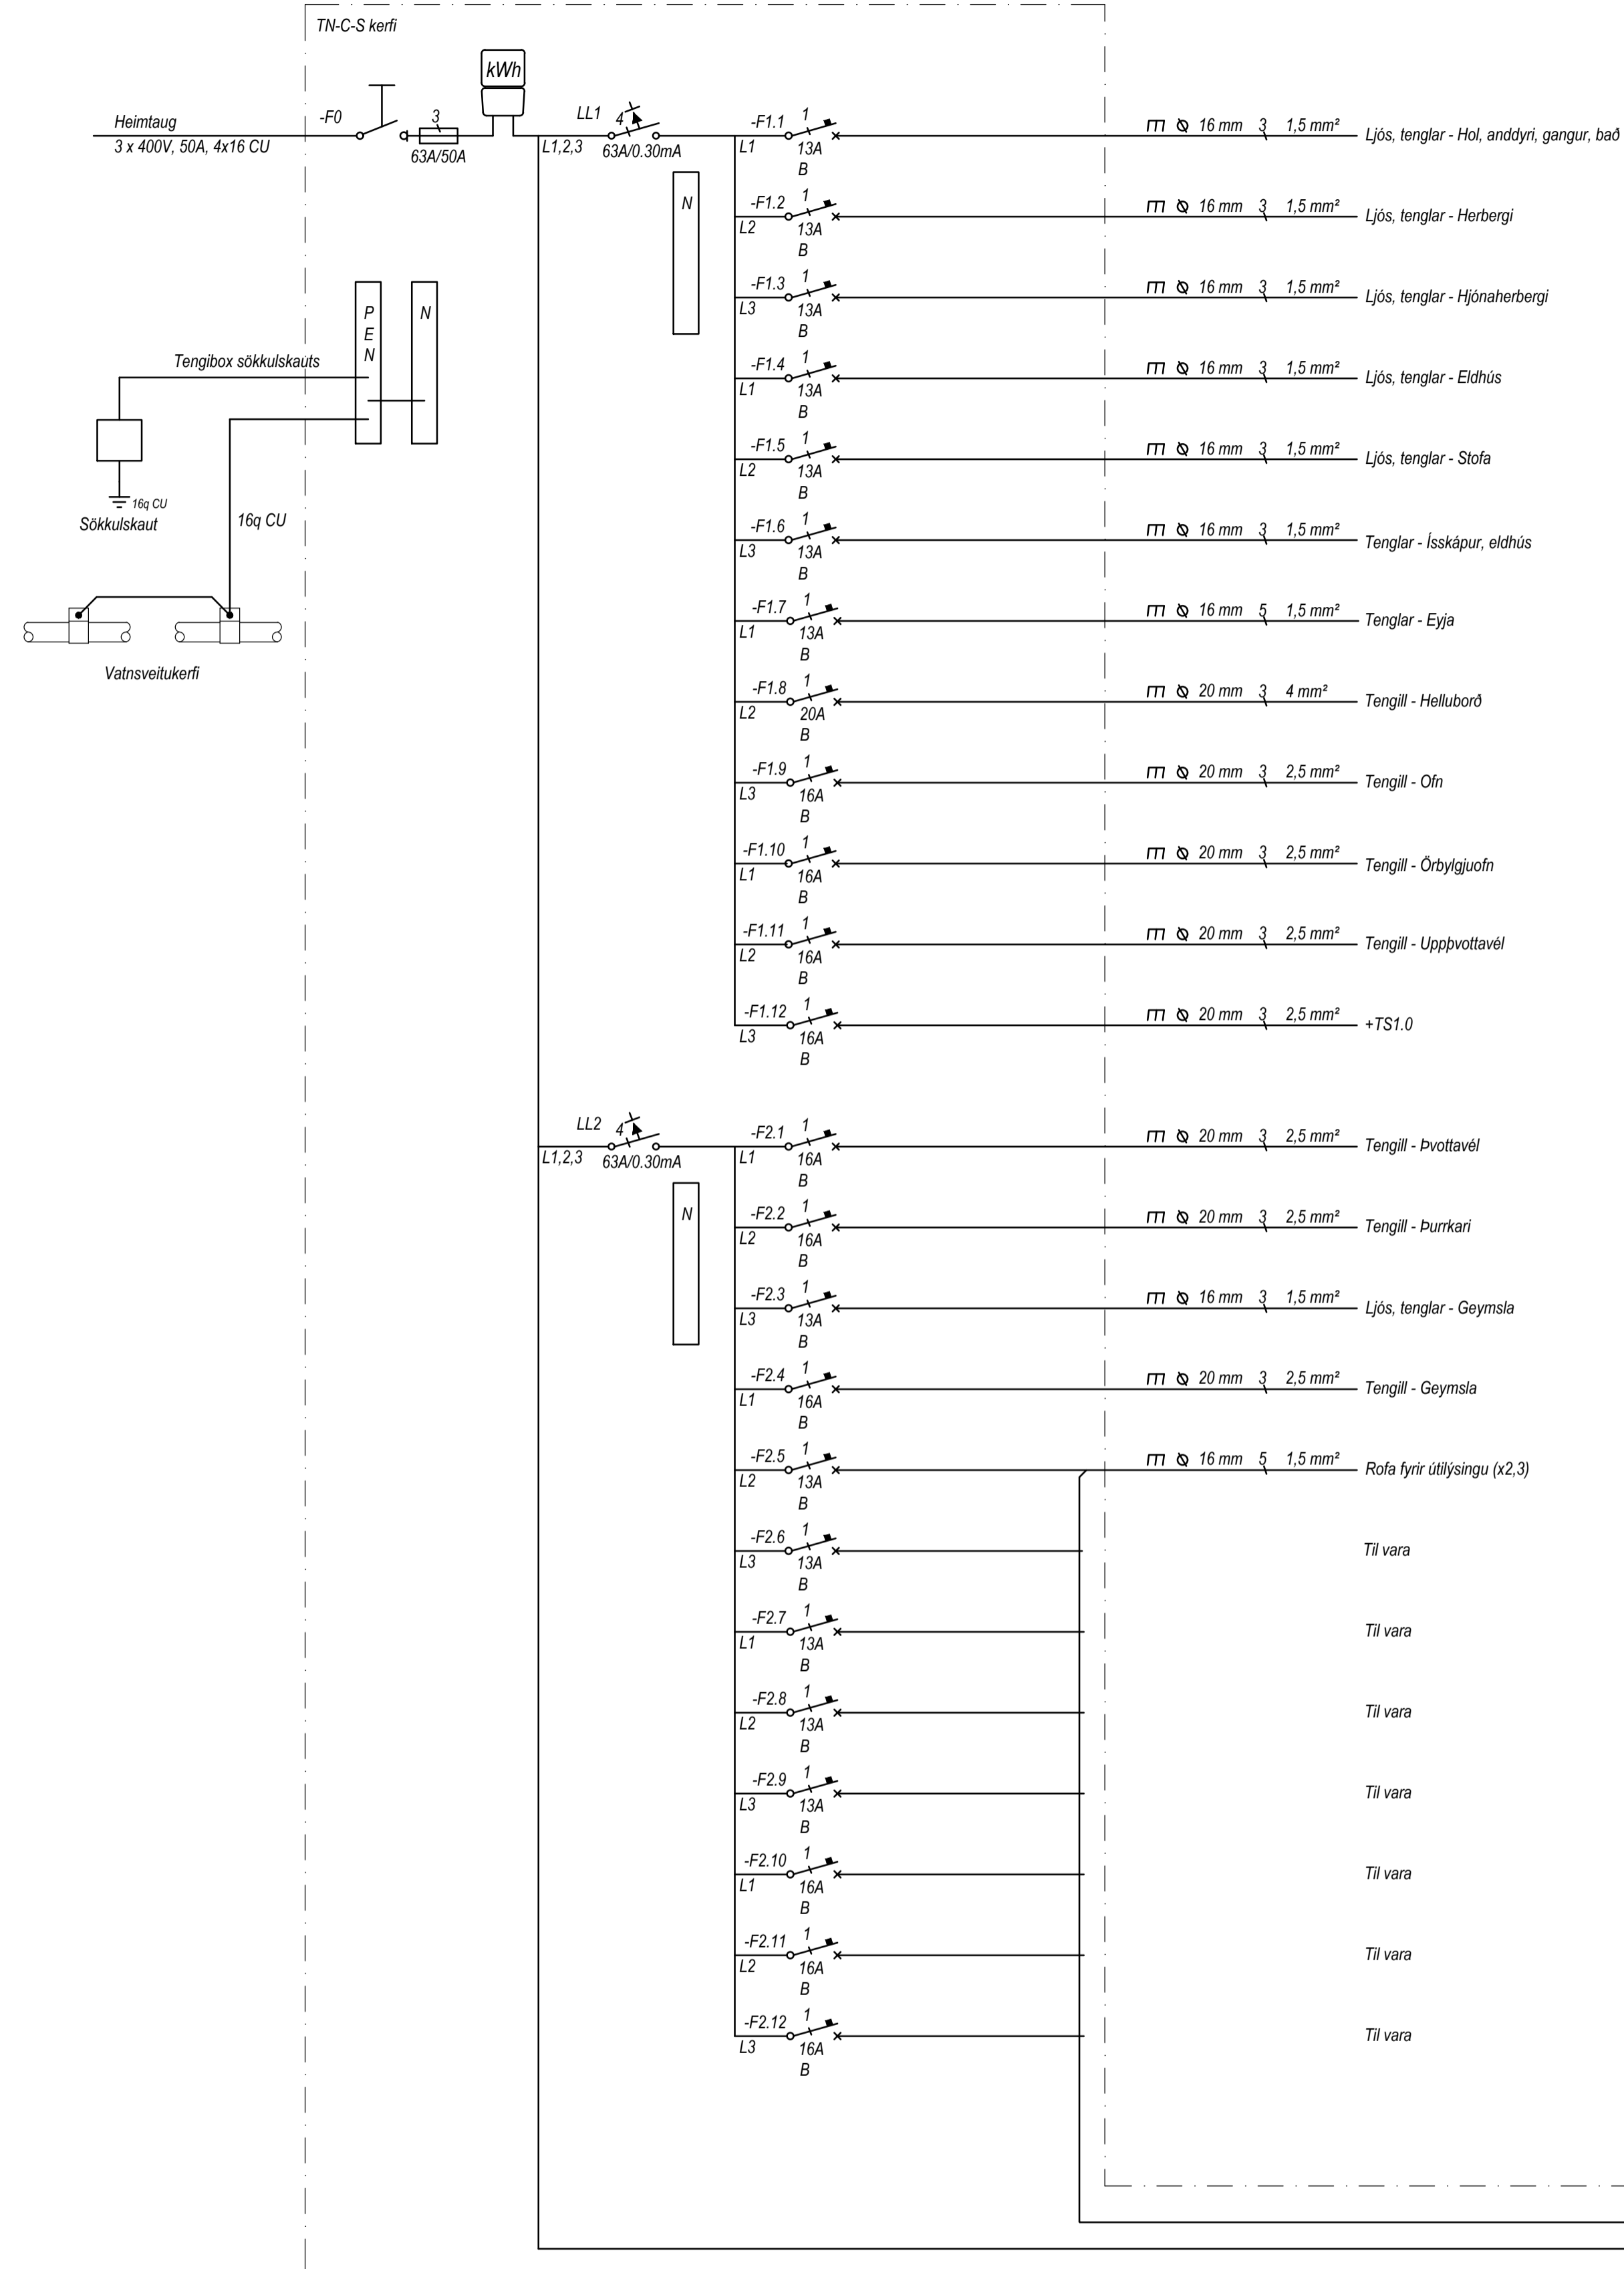 TN-C-S kerfi
kWh
Heimtaug
3 x 400V, 50A, 4x16 CU
-F0
3
63A/50A
L1,2,3
LL1
4
63A/0.30mA
N
P
E
N
N
Tengibox sökkulskauts
16q CU
Sökkulskaut
16q CU
Vatnsveitukerfi
-F1.1 1 16 mm 3 1,5 mm² Ljós, tenglar - Hol, anddyri, gangur, bað
L1 13A
B
-F1.2 1 16 mm 3 1,5 mm² Ljós, tenglar - Herbergi
L2 13A
B
-F1.3 1 16 mm 3 1,5 mm² Ljós, tenglar - Hjónaherbergi
L3 13A
B
-F1.4 1 16 mm 3 1,5 mm² Ljós, tenglar - Eldhús
L1 13A
B
-F1.5 1 16 mm 3 1,5 mm² Ljós, tenglar - Stofa
L2 13A
B
-F1.6 1 16 mm 3 1,5 mm² Tenglar - Ísskápur, eldhús
L3 13A
B
-F1.7 1 16 mm 5 1,5 mm² Tenglar - Eyja
L1 13A
B
-F1.8 1 20 mm 3 4 mm² Tengill - Helluborð
L2 20A
B
-F1.9 1 20 mm 3 2,5 mm² Tengill - Ofn
L3 16A
B
-F1.10 1 20 mm 3 2,5 mm² Tengill - Örbylgjuofn
L1 16A
B
-F1.11 1 20 mm 3 2,5 mm² Tengill - Uppþvottavél
L2 16A
B
-F1.12 1 20 mm 3 2,5 mm² +TS1.0
L3 16A
B
LL2
4
L1,2,3
63A/0.30mA
N
-F2.1 1 20 mm 3 2,5 mm² Tengill - Þvottavél
L1 16A
B
-F2.2 1 20 mm 3 2,5 mm² Tengill - Þurrkari
L2 16A
B
-F2.3 1 16 mm 3 1,5 mm² Ljós, tenglar - Geymsla
L3 13A
B
-F2.4 1 20 mm 3 2,5 mm² Tengill - Geymsla
L1 16A
B
-F2.5 1 16 mm 5 1,5 mm² Rofa fyrir útilýsingu (x2,3)
L2 13A
B
-F2.6 1 Til vara
L3 13A
B
-F2.7 1 Til vara
L1 13A
B
-F2.8 1 Til vara
L2 13A
B
-F2.9 1 Til vara
L3 13A
B
-F2.10 1 Til vara
L1 16A
B
-F2.11 1 Til vara
L2 16A
B
-F2.12 1 Til vara
L3 16A
B